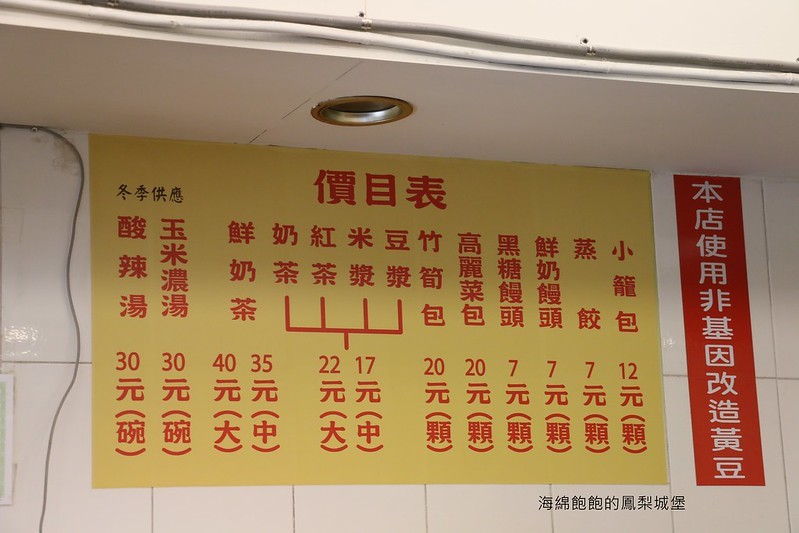 價目表
小籠包 12元(顆)
蒸餃 7元(顆)
鮮奶饅頭 7元(顆)
黑糖饅頭 7元(顆)
高麗菜包 20元(顆)
竹筍包 20元(顆)
豆漿
米漿
紅茶
奶茶
17元(中)
22元(大)
鮮奶茶
35元(中)
40元(大)
冬季供應
玉米濃湯 30元(碗)
酸辣湯 30元(碗)
本店使用非基因改造黃豆
海綿飽飽的鳳梨城堡